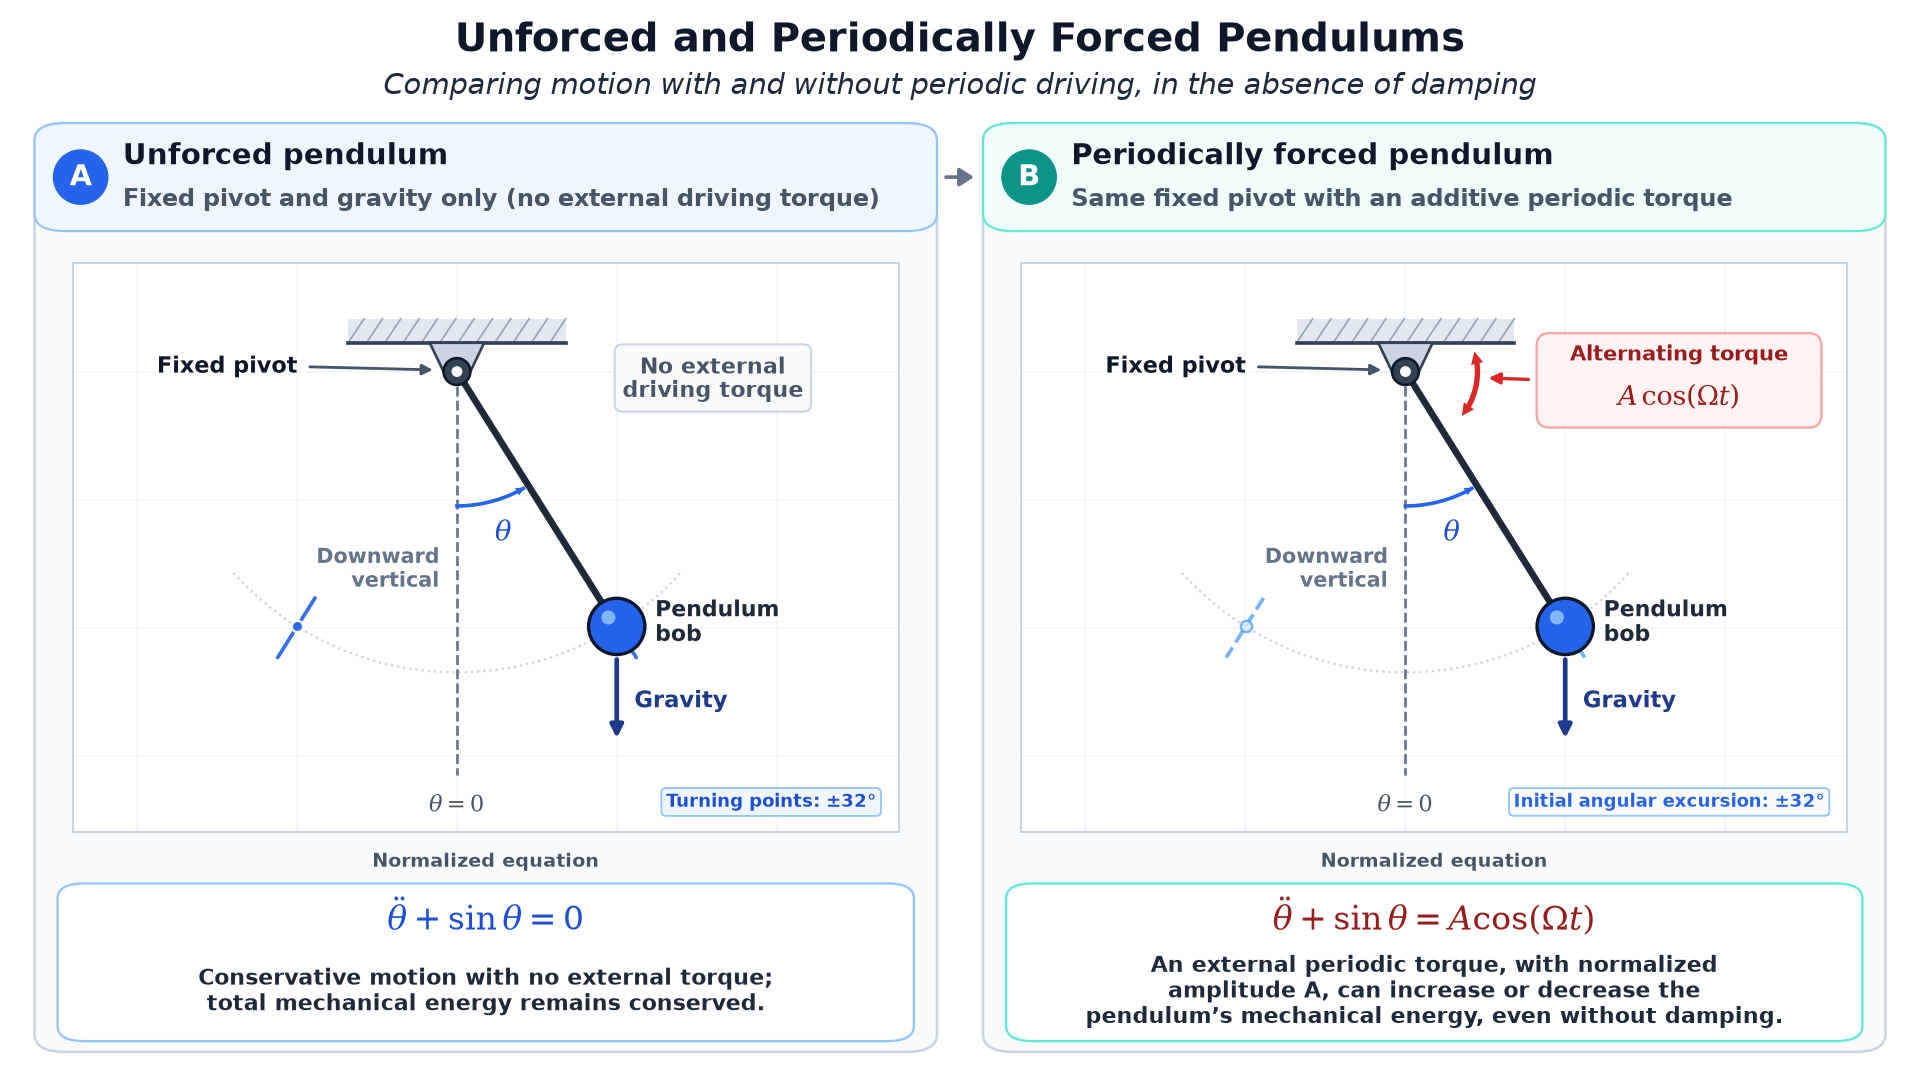 Unforced and Periodically Forced Pendulums
Comparing motion with and without periodic driving, in the absence of damping
A
Unforced pendulum
Fixed pivot and gravity only (no external driving torque)
Fixed pivot
No external
driving torque
θ
Downward
vertical
Pendulum
bob
Gravity
θ = 0
Turning points: ±32°
Normalized equation
θ̈ + sin θ = 0
Conservative motion with no external torque;
total mechanical energy remains conserved.
B
Periodically forced pendulum
Same fixed pivot with an additive periodic torque
Fixed pivot
Alternating torque
A cos(Ωt)
θ
Downward
vertical
Pendulum
bob
Gravity
θ = 0
Initial angular excursion: ±32°
Normalized equation
θ̈ + sin θ = A cos(Ωt)
An external periodic torque, with normalized
amplitude A, can increase or decrease the
pendulum’s mechanical energy, even without damping.